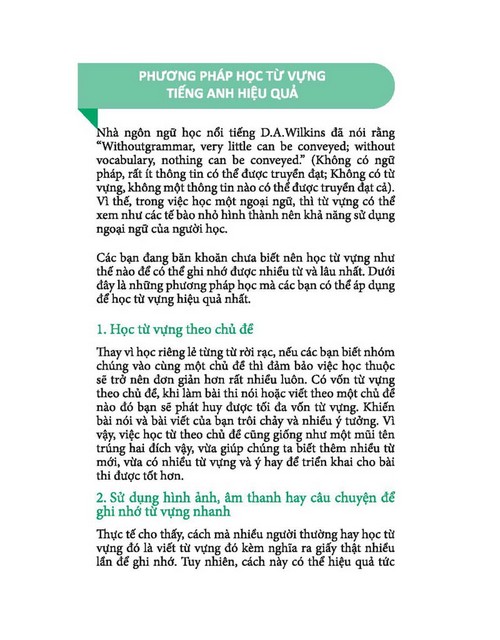 PHƯƠNG PHÁP HỌC TỪ VỰNG
TIẾNG ANH HIỆU QUẢ
Nhà ngôn ngữ học nổi tiếng D.A.Wilkins đã nói rằng
“Withoutgrammar, very little can be conveyed; without
vocabulary, nothing can be conveyed.” (Không có ngữ
pháp, rất ít thông tin có thể được truyền đạt; Không có từ
vựng, không một thông tin nào có thể được truyền đạt cả).
Vì thế, trong việc học một ngoại ngữ, thì từ vựng có thể
xem như các tế bào nhỏ hình thành nên khả năng sử dụng
ngoại ngữ của người học.
Các bạn đang băn khoăn chưa biết nên học từ vựng như
thế nào để có thể ghi nhớ được nhiều từ và lâu nhất. Dưới
đây là những phương pháp học mà các bạn có thể áp dụng
để học từ vựng hiệu quả nhất.
1. Học từ vựng theo chủ đề
Thay vì học riêng lẻ từng từ rời rạc, nếu các bạn biết nhóm
chúng vào cùng một chủ đề thì đảm bảo việc học thuộc
sẽ trở nên đơn giản hơn rất nhiều luôn. Có vốn từ vựng
theo chủ đề, khi làm bài thi nói hoặc viết theo một chủ đề
nào đó bạn sẽ phát huy được tối đa vốn từ vựng. Khiến
bài nói và bài viết của bạn trôi chảy và nhiều ý tưởng. Vì
vậy, việc học từ theo chủ đề cũng giống như một mũi tên
trúng hai đích vậy, vừa giúp chúng ta biết thêm nhiều từ
mới, vừa có nhiều từ vựng và ý hay để triển khai cho bài
thi được tốt hơn.
2. Sử dụng hình ảnh, âm thanh hay câu chuyện để
ghi nhớ từ vựng nhanh
Thực tế cho thấy, cách mà nhiều người thường hay học từ
vựng đó là viết từ vựng đó kèm nghĩa ra giấy thật nhiều
lần để ghi nhớ. Tuy nhiên, cách này có thể hiệu quả tức